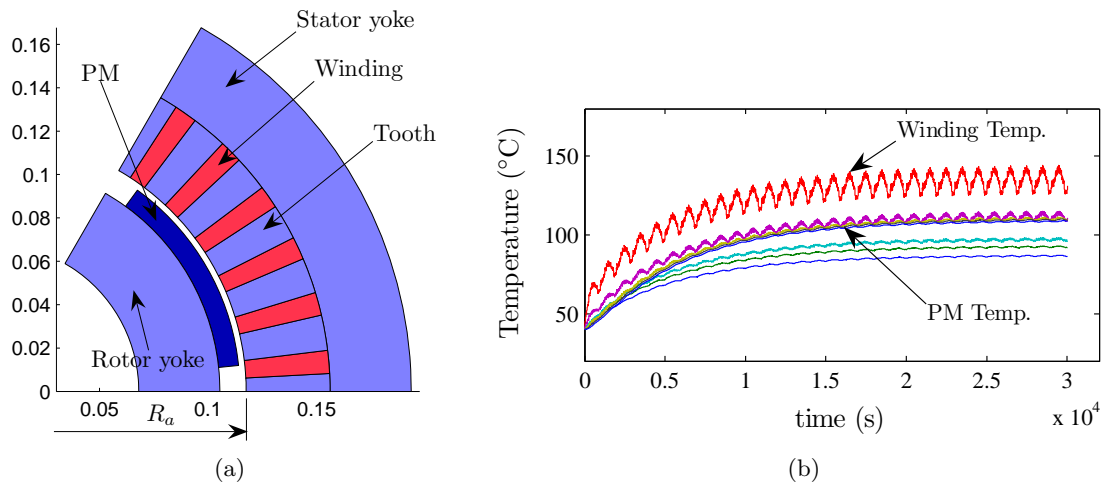 Stator yoke
0.16
PM
Winding
0.14
0.12
Tooth
0.1
0.08
0.06
0.04
Rotor yoke
0.02
0
0.05
0.1
0.15
R_a
(a)
Temperature (°C)
150
100
50
Winding Temp.
PM Temp.
0
0.5
1
1.5
2
2.5
3
x 10^4
time (s)
(b)